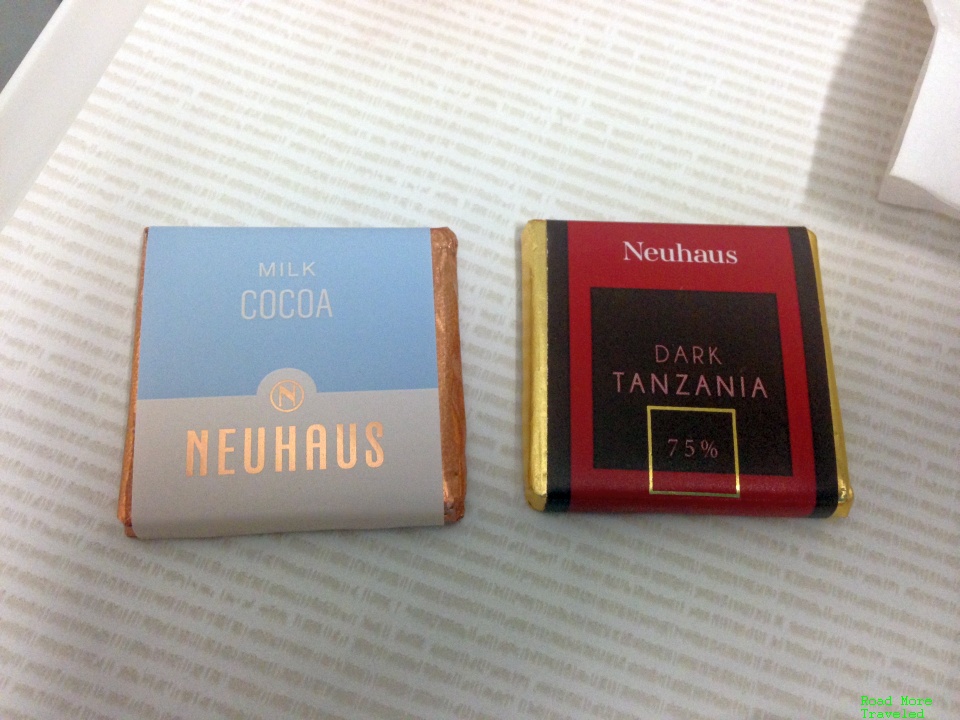 MILK
COCOA
N
NEUHAUS
Neuhaus
DARK
TANZANIA
75%
Road More
Traveled